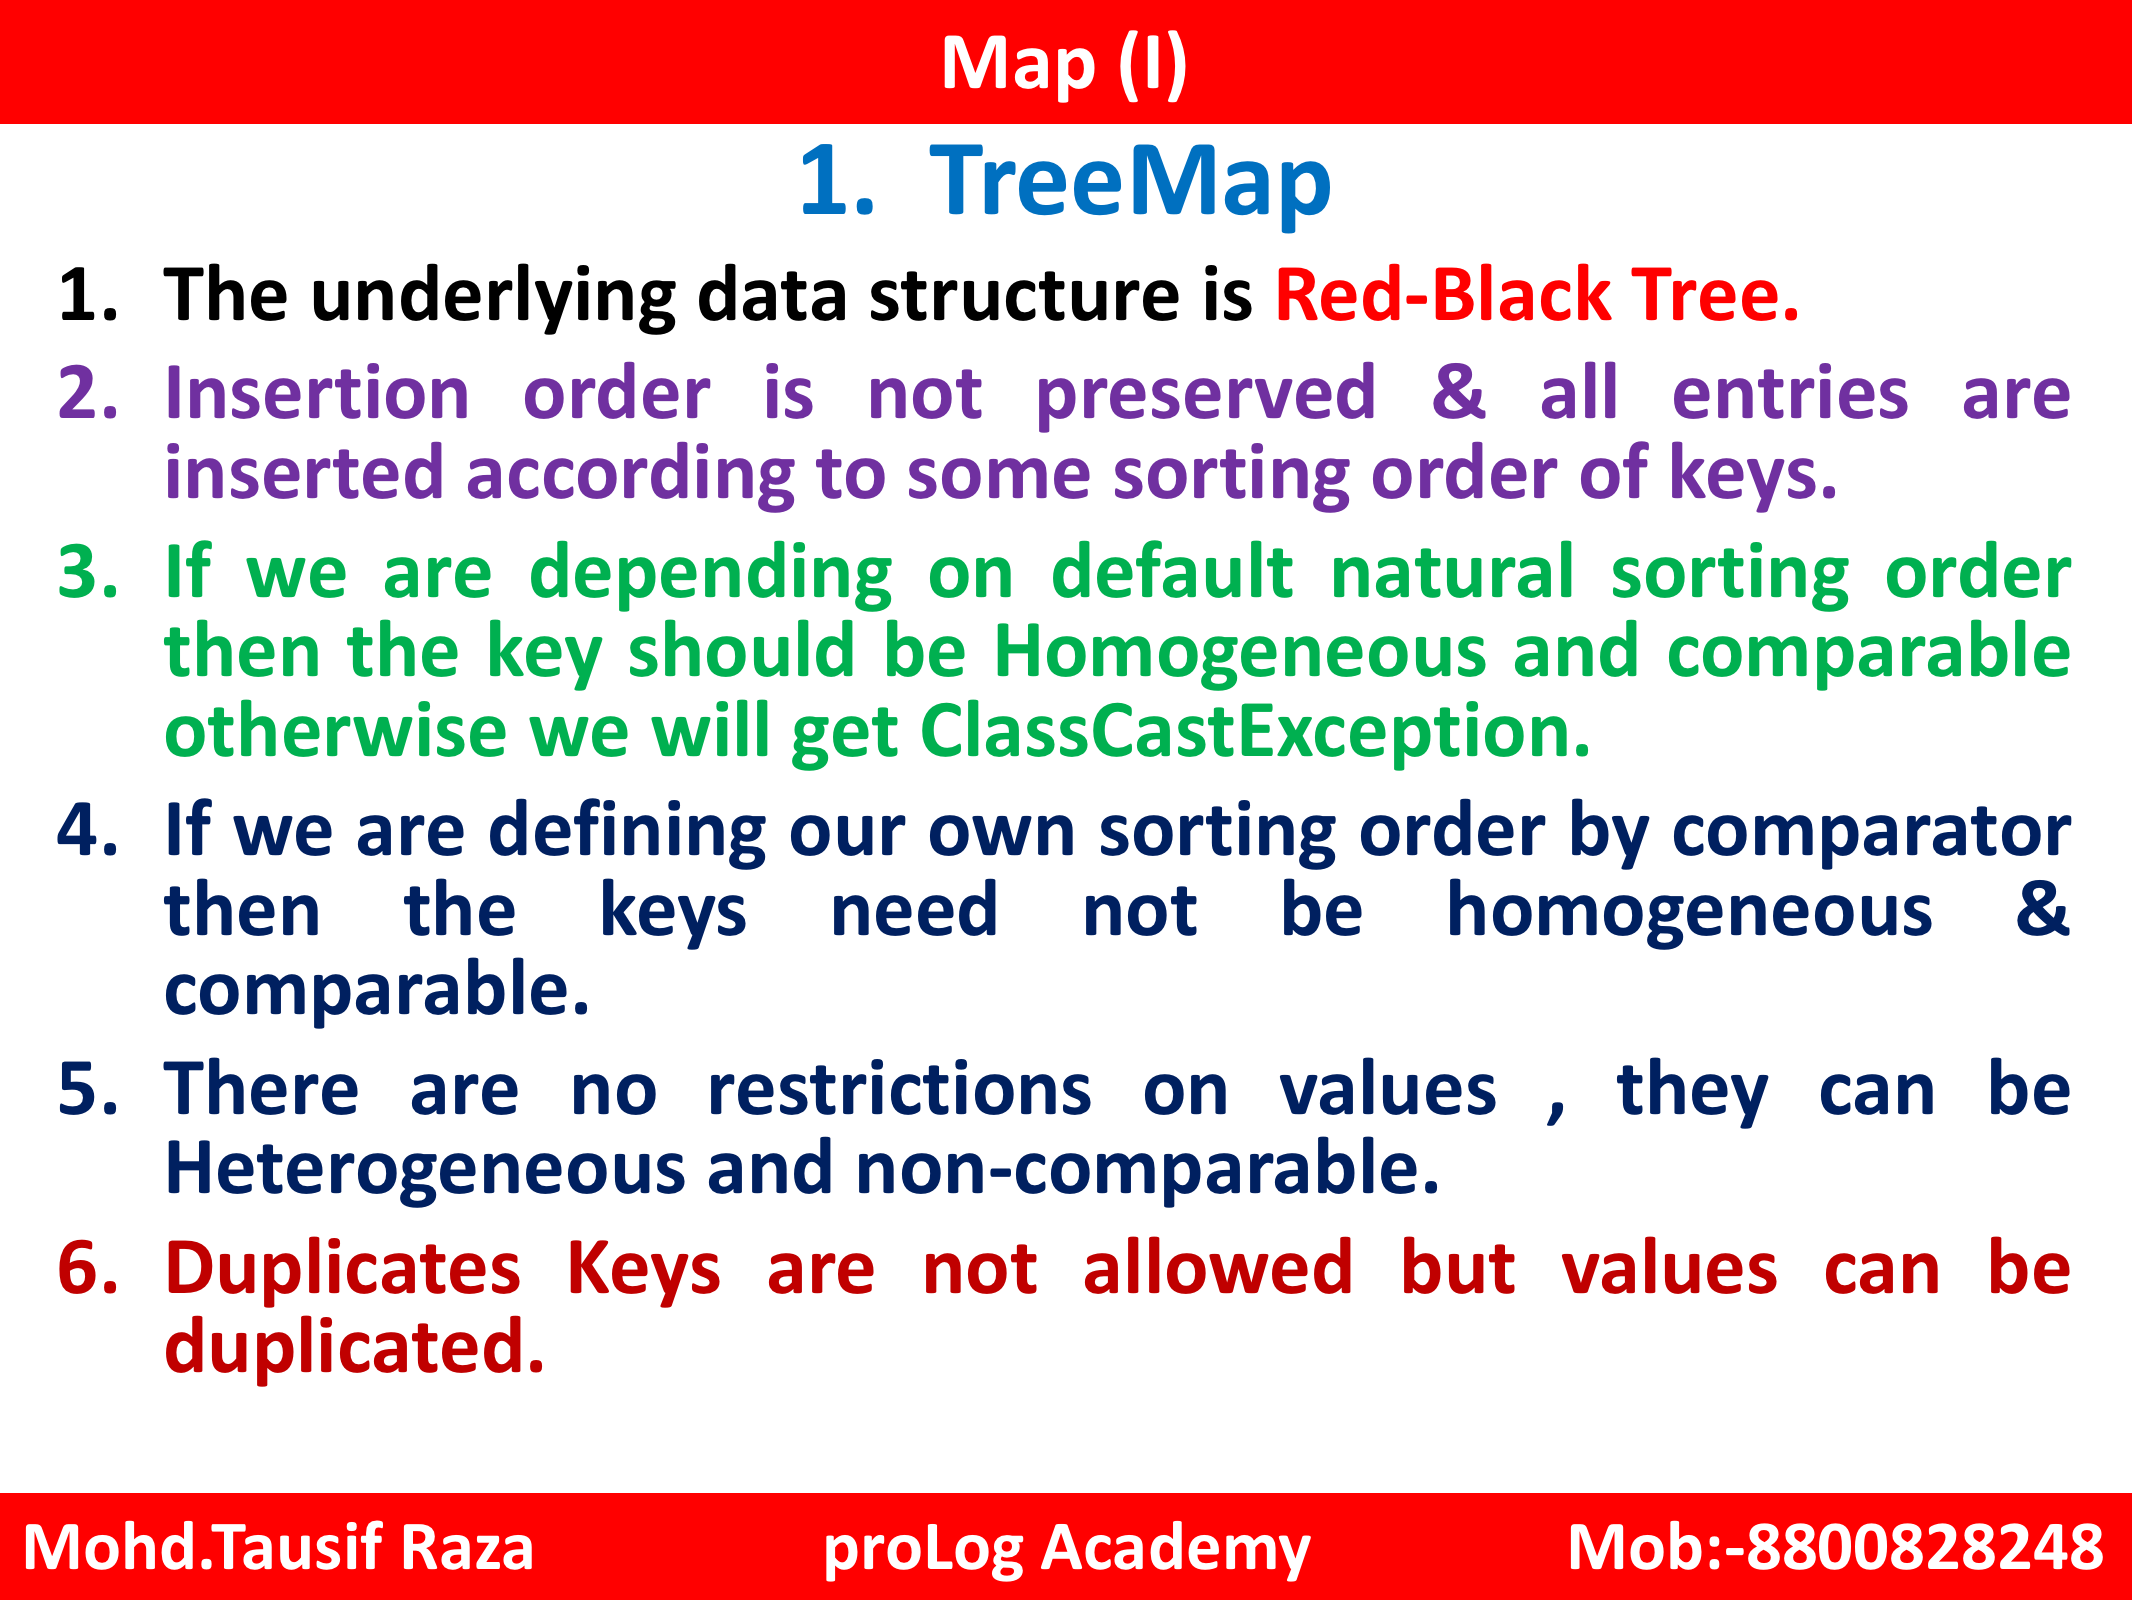 Map (I)
1. TreeMap
1. The underlying data structure is Red-Black Tree.
2. Insertion order is not preserved & all entries are
inserted according to some sorting order of keys.
3. If we are depending on default natural sorting order
then the key should be Homogeneous and comparable
otherwise we will get ClassCastException.
4. If we are defining our own sorting order by comparator
then the keys need not be homogeneous &
comparable.
5. There are no restrictions on values , they can be
Heterogeneous and non-comparable.
6. Duplicates Keys are not allowed but values can be
duplicated.
Mohd.Tausif Raza proLog Academy Mob:-8800828248